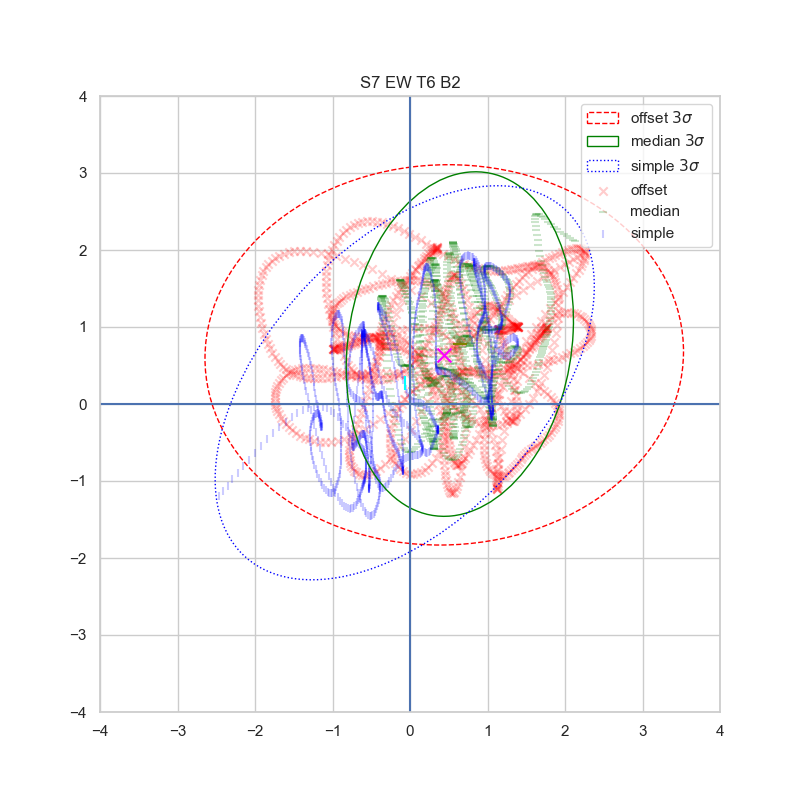 S7 EW T6 B2
offset 3σ
median 3σ
simple 3σ
offset
median
simple
4
3
2
1
0
−1
−2
−3
−4
−4 −3 −2 −1 0 1 2 3 4